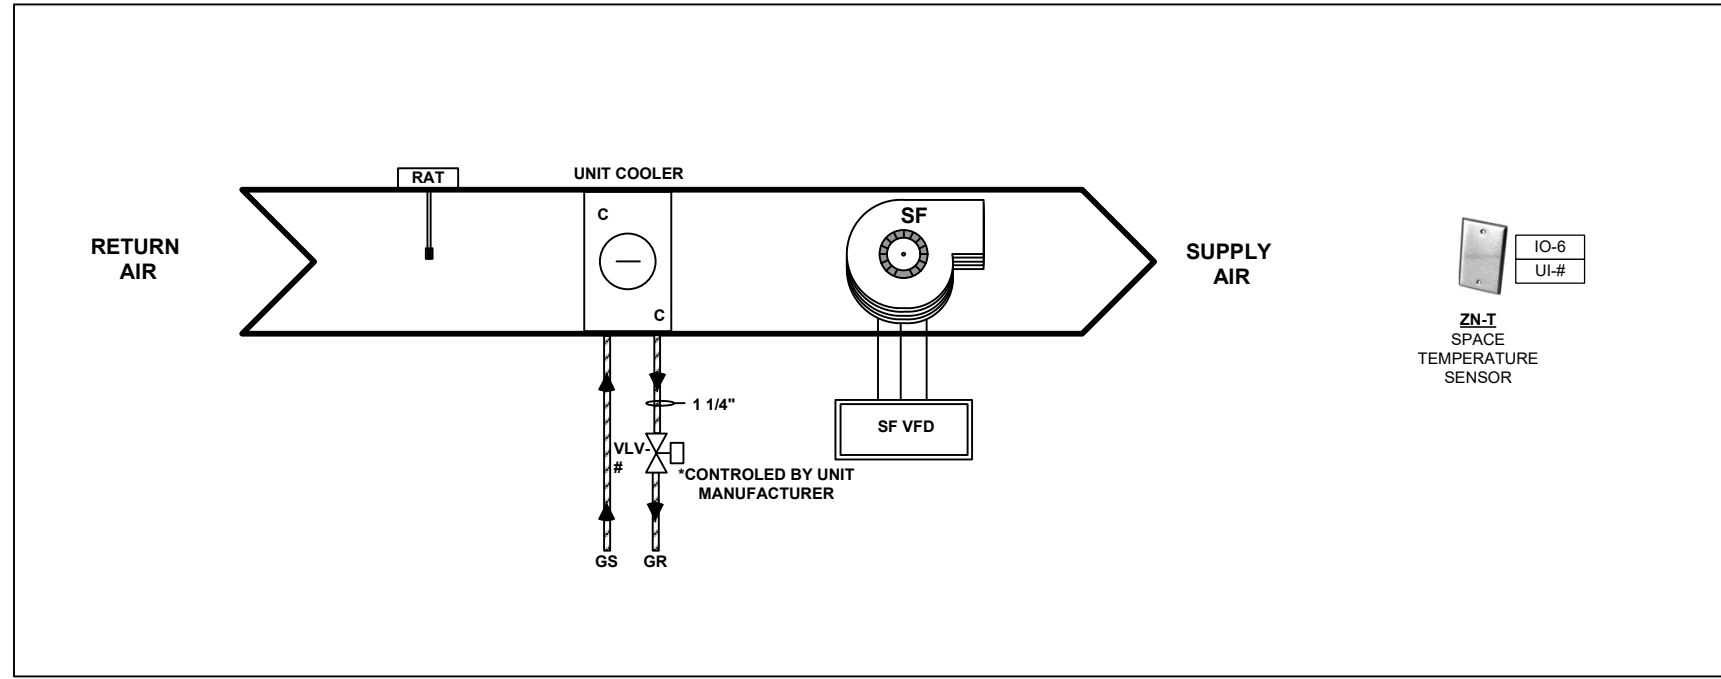 RAT
UNIT COOLER
C
C
SF
RETURN
AIR
SUPPLY
AIR
IO-6
UI-#
ZN-T
SPACE
TEMPERATURE
SENSOR
1 1/4"
SF VFD
VLV-
#
*CONTROLED BY UNIT
MANUFACTURER
GS
GR